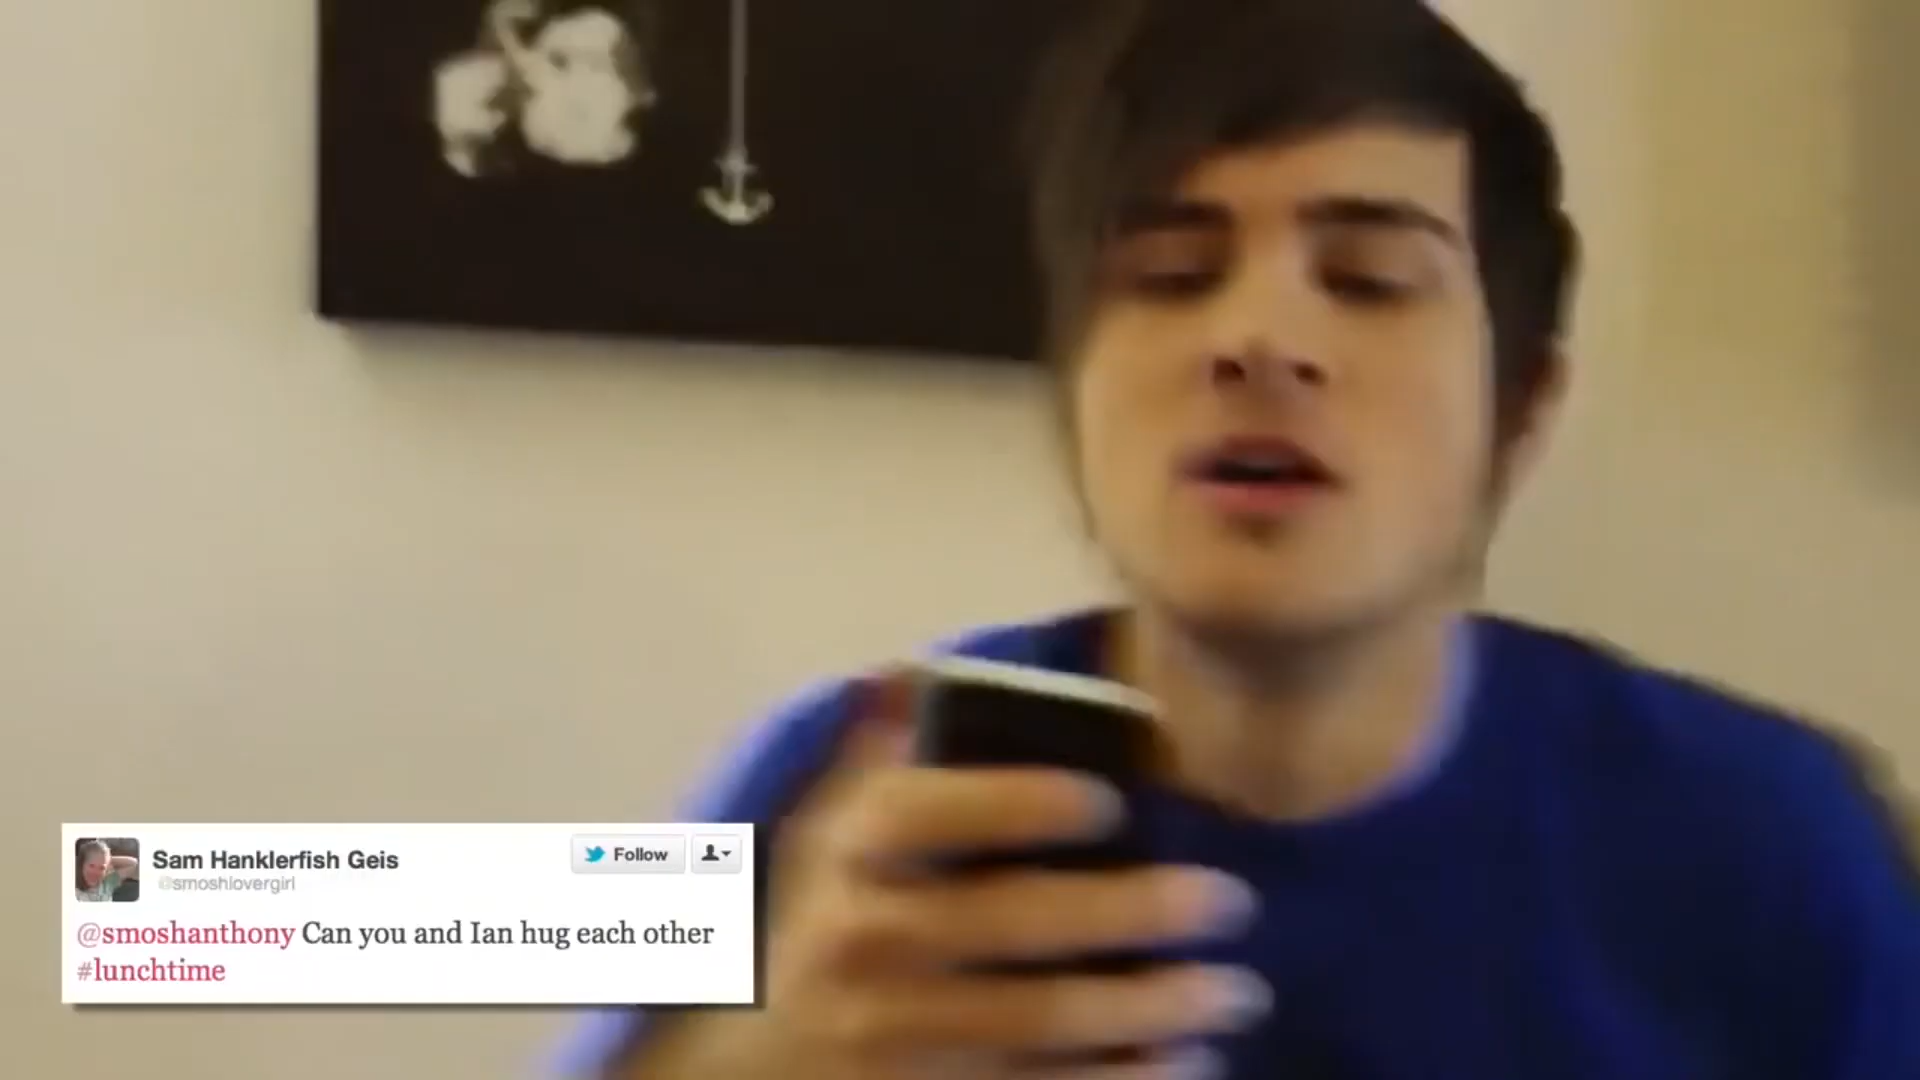 Sam Hanklerfish Geis
Follow
@smoshlovergirl
@smoshanthony Can you and Ian hug each other
#lunchtime